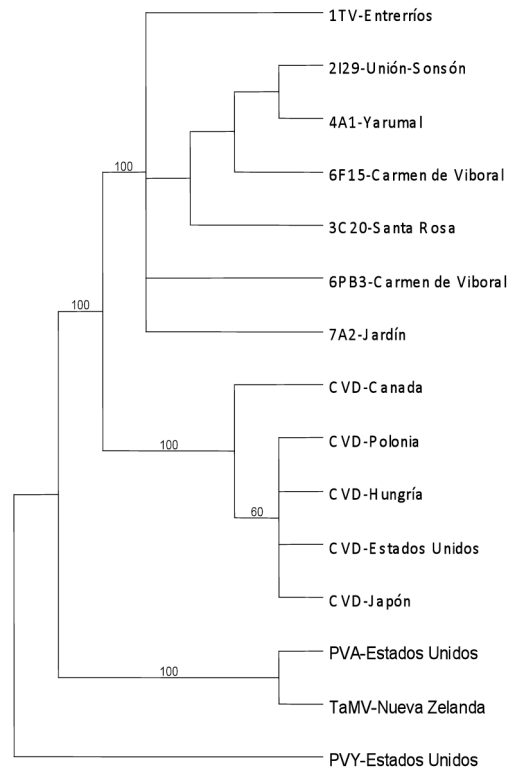 1TV-Entrerríos
2I29-Unión-Sonsón
4A1-Yarumal
100
6F15-Carmen de Viboral
3C20-Santa Rosa
6PB3-Carmen de Viboral
100
7A2-Jardín
CVD-Canada
CVD-Polonia
100
CVD-Hungría
60
CVD-Estados Unidos
CVD-Japón
PVA-Estados Unidos
100
TaMV-Nueva Zelanda
PVY-Estados Unidos